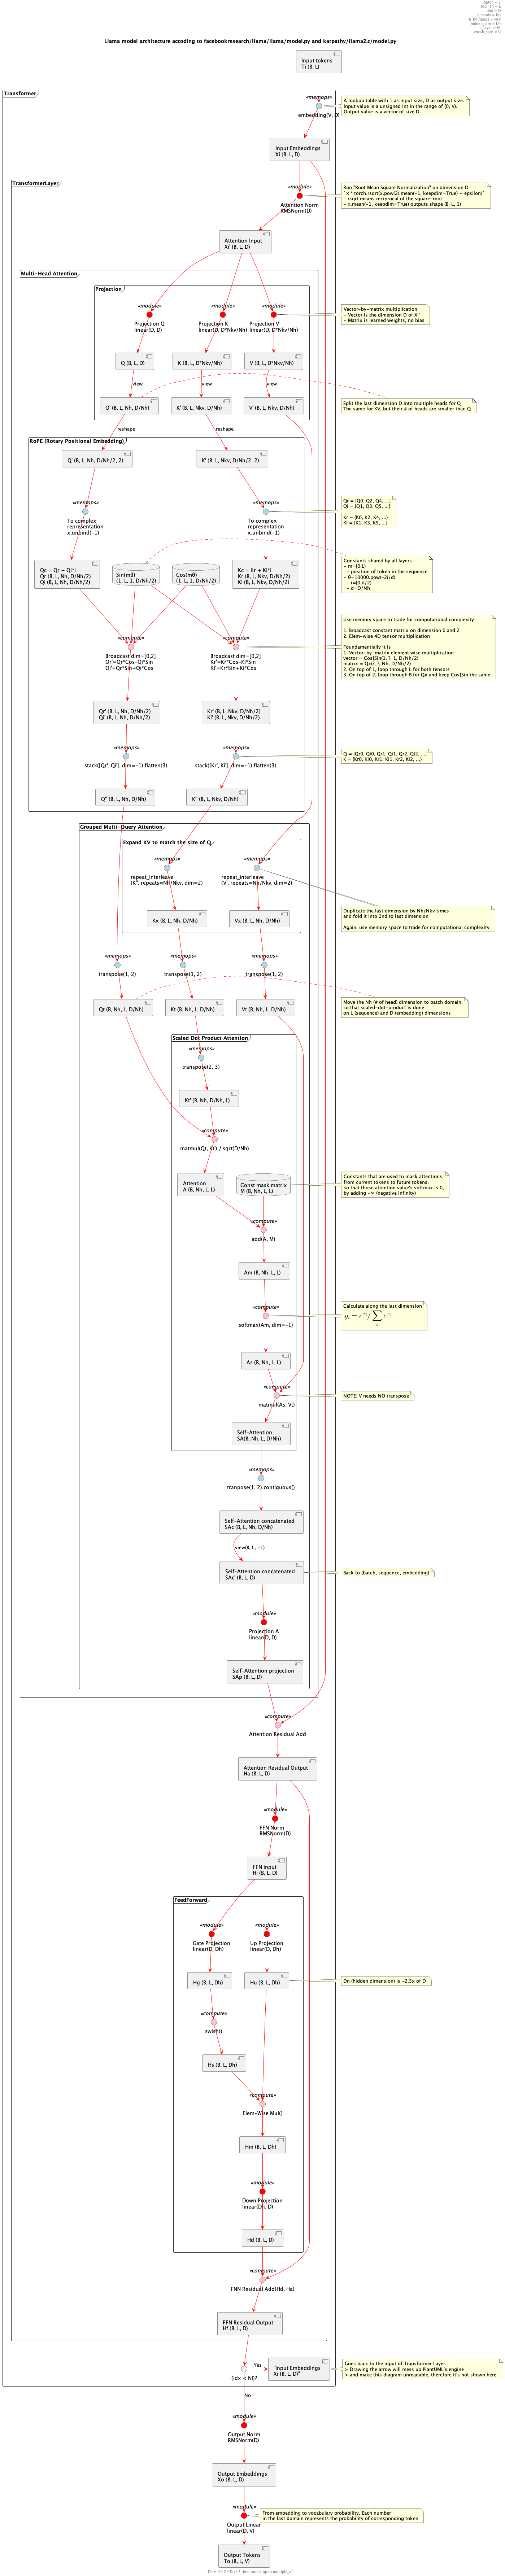 batch = B
seq_len = L
dim = D
n_heads = Nh
n_kv_heads = Nkv
hidden_dim = Dh
n_layer = Nl
vocab_size = V
Llama model architecture accoding to facebookresearch/llama/llama/model.py and karpathy/llama2.c/model.py
Input tokens
Ti (B, L)
Transformer
«memops»
embedding(V, D)
A lookup table with 1 as input size, D as output size.
Input value is a unsigned int in the range of [0, V).
Output value is a vector of size D.
Input Embeddings
Xi (B, L, D)
TransformerLayer
«module»
Attention Norm
RMSNorm(D)
Run "Root Mean Square Normalization" on dimension D
`x * torch.rsqrt(x.pow(2).mean(-1, keepdim=True) + epsilon)`
- rsqrt means reciprocal of the square-root
- x.mean(-1, keepdim=True) outputs shape (B, L, 1)
Attention Input
Xi' (B, L, D)
Multi-Head Attention
Projection
«module»
Projection Q
linear(D, D)
«module»
Projection K
linear(D, D*Nkv/Nh)
«module»
Projection V
linear(D, D*Nkv/Nh)
Vector-by-matrix multiplication
- Vector is the dimension D of Xi'
- Matrix is learned weights, no bias
Q (B, L, D)
K (B, L, D*Nkv/Nh)
V (B, L, D*Nkv/Nh)
view
view
view
Q' (B, L, Nh, D/Nh)
K' (B, L, Nkv, D/Nh)
V' (B, L, Nkv, D/Nh)
Split the last dimension D into multiple heads for Q
The same for KV, but their # of heads are smaller than Q
reshape
reshape
RoPE (Rotary Positional Embedding)
Q' (B, L, Nh, D/Nh/2, 2)
K' (B, L, Nkv, D/Nh/2, 2)
«memops»
To complex
representation
x.unbind(-1)
«memops»
To complex
representation
x.unbind(-1)
Qr = (Q0, Q2, Q4, ...]
Qi = (Q1, Q3, Q5, ...]
Kr = (K0, K2, K4, ...]
Ki = (K1, K3, K5, ...]
Qc = Qr + Qi*i
Qr (B, L, Nh, D/Nh/2)
Qi (B, L, Nh, D/Nh/2)
Sin(mθ)
(1, L, 1, D/Nh/2)
Cos(mθ)
(1, L, 1, D/Nh/2)
Kc = Kr + Ki*i
Kr (B, L, Nkv, D/Nh/2)
Ki (B, L, Nkv, D/Nh/2)
Constants shared by all layers
- m=[0,L)
- position of token in the sequence
- θ=10000.pow(-2i/d)
- i=[0,d/2)
- d=D/Nh
«compute»
Broadcast dim=[0,2]
Qr'=Qr*Cos-Qi*Sin
Qi'=Qr*Sin+Qi*Cos
«compute»
Broadcast dim=[0,2]
Kr'=Kr*Cos-Ki*Sin
Ki'=Kr*Sin+Ki*Cos
Use memory space to trade for computational complexity
1. Broadcast constant matrix on dimension 0 and 2
2. Elem-wise 4D tensor multiplication
Foundamentially it is
1. Vector-by-matrix element wise multiplication
vector = Cos|Sin(1, ?, 1, D/Nh/2)
matrix = Qx(?, ?, Nh, D/Nh/2)
2. On top of 1, loop through L for both tensors
3. On top of 2, loop through B for Qx and keep Cos|Sin the same
Qr' (B, L, Nh, D/Nh/2)
Qi' (B, L, Nh, D/Nh/2)
Kr' (B, L, Nkv, D/Nh/2)
Ki' (B, L, Nkv, D/Nh/2)
«memops»
stack([Qr', Qi'], dim=-1).flatten(3)
«memops»
stack([Kr', Ki'], dim=-1).flatten(3)
Q = (Qr0, Qi0, Qr1, Qi1, Qr2, Qi2, ...]
K = (Kr0, Ki0, Kr1, Ki1, Kr2, Ki2, ...]
Q" (B, L, Nh, D/Nh)
K" (B, L, Nkv, D/Nh)
Grouped Multi-Query Attention
Expand KV to match the size of Q
«memops»
repeat_interleave
(K", repeats=Nh/Nkv, dim=2)
«memops»
repeat_interleave
(V', repeats=Nh/Nkv, dim=2)
Kx (B, L, Nh, D/Nh)
Vx (B, L, Nh, D/Nh)
Duplicate the last dimension by Nh/Nkv times
and fold it into 2nd to last dimension
Again, use memory space to trade for computational complexity
«memops»
transpose(1, 2)
«memops»
transpose(1, 2)
«memops»
transpose(1, 2)
Qt (B, Nh, L, D/Nh)
Kt (B, Nh, L, D/Nh)
Vt (B, Nh, L, D/Nh)
Move the Nh (# of head) dimension to batch domain,
so that scaled-dot-product is done
on L (sequence) and D (embedding) dimensions
Scaled Dot Product Attention
«memops»
transpose(2, 3)
Kt' (B, Nh, D/Nh, L)
«compute»
matmul(Qt, Kt') / sqrt(D/Nh)
Attention
A (B, Nh, L, L)
Const mask matrix
M (B, Nh, L, L)
Constants that are used to mask attentions
from current tokens to future tokens,
so that those attention value's softmax is 0,
by adding -∞ (negative infinity)
«compute»
add(A, M)
Am (B, Nh, L, L)
«compute»
softmax(Am, dim=-1)
Calculate along the last dimension
As (B, Nh, L, L)
«compute»
matmul(As, Vt)
NOTE: V needs NO transpose
Self-Attention
SA(B, Nh, L, D/Nh)
«memops»
tranpose(1, 2).contiguous()
Self-Attention concatenated
SAc (B, L, Nh, D/Nh)
view(B, L, -1)
Self-Attention concatenated
SAc' (B, L, D)
Back to (batch, sequence, embedding)
«module»
Projection A
linear(D, D)
Self-Attention projection
SAp (B, L, D)
«compute»
Attention Residual Add
Attention Residual Output
Ha (B, L, D)
«module»
FFN Norm
RMSNorm(D)
FFN input
Hi (B, L, D)
FeedForward
«module»
Gate Projection
linear(D, Dh)
«module»
Up Projection
linear(D, Dh)
Hg (B, L, Dh)
Hu (B, L, Dh)
Dn (hidden dimension) is ~2.5x of D
«compute»
swish()
Hs (B, L, Dh)
«compute»
Elem-Wise Mul()
Hm (B, L, Dh)
«module»
Down Projection
linear(Dh, D)
Hd (B, L, D)
«compute»
FNN Residual Add(Hd, Ha)
FFN Residual Output
Hf (B, L, D)
(idx < Nl)?
Yes
"Input Embeddings
Xi (B, L, D)"
Goes back to the input of Transformer Layer.
> Drawing the arrow will mess up PlantUML's engine
> and make this diagram unreadable, therefore it's not shown here.
No
«module»
Output Norm
RMSNorm(D)
Output Embeddings
Xo (B, L, D)
«module»
Output Linear
linear(D, V)
From embedding to vocabulary probability. Each number
in the last domain represents the probability of corresponding token
Output Tokens
To (B, L, V)